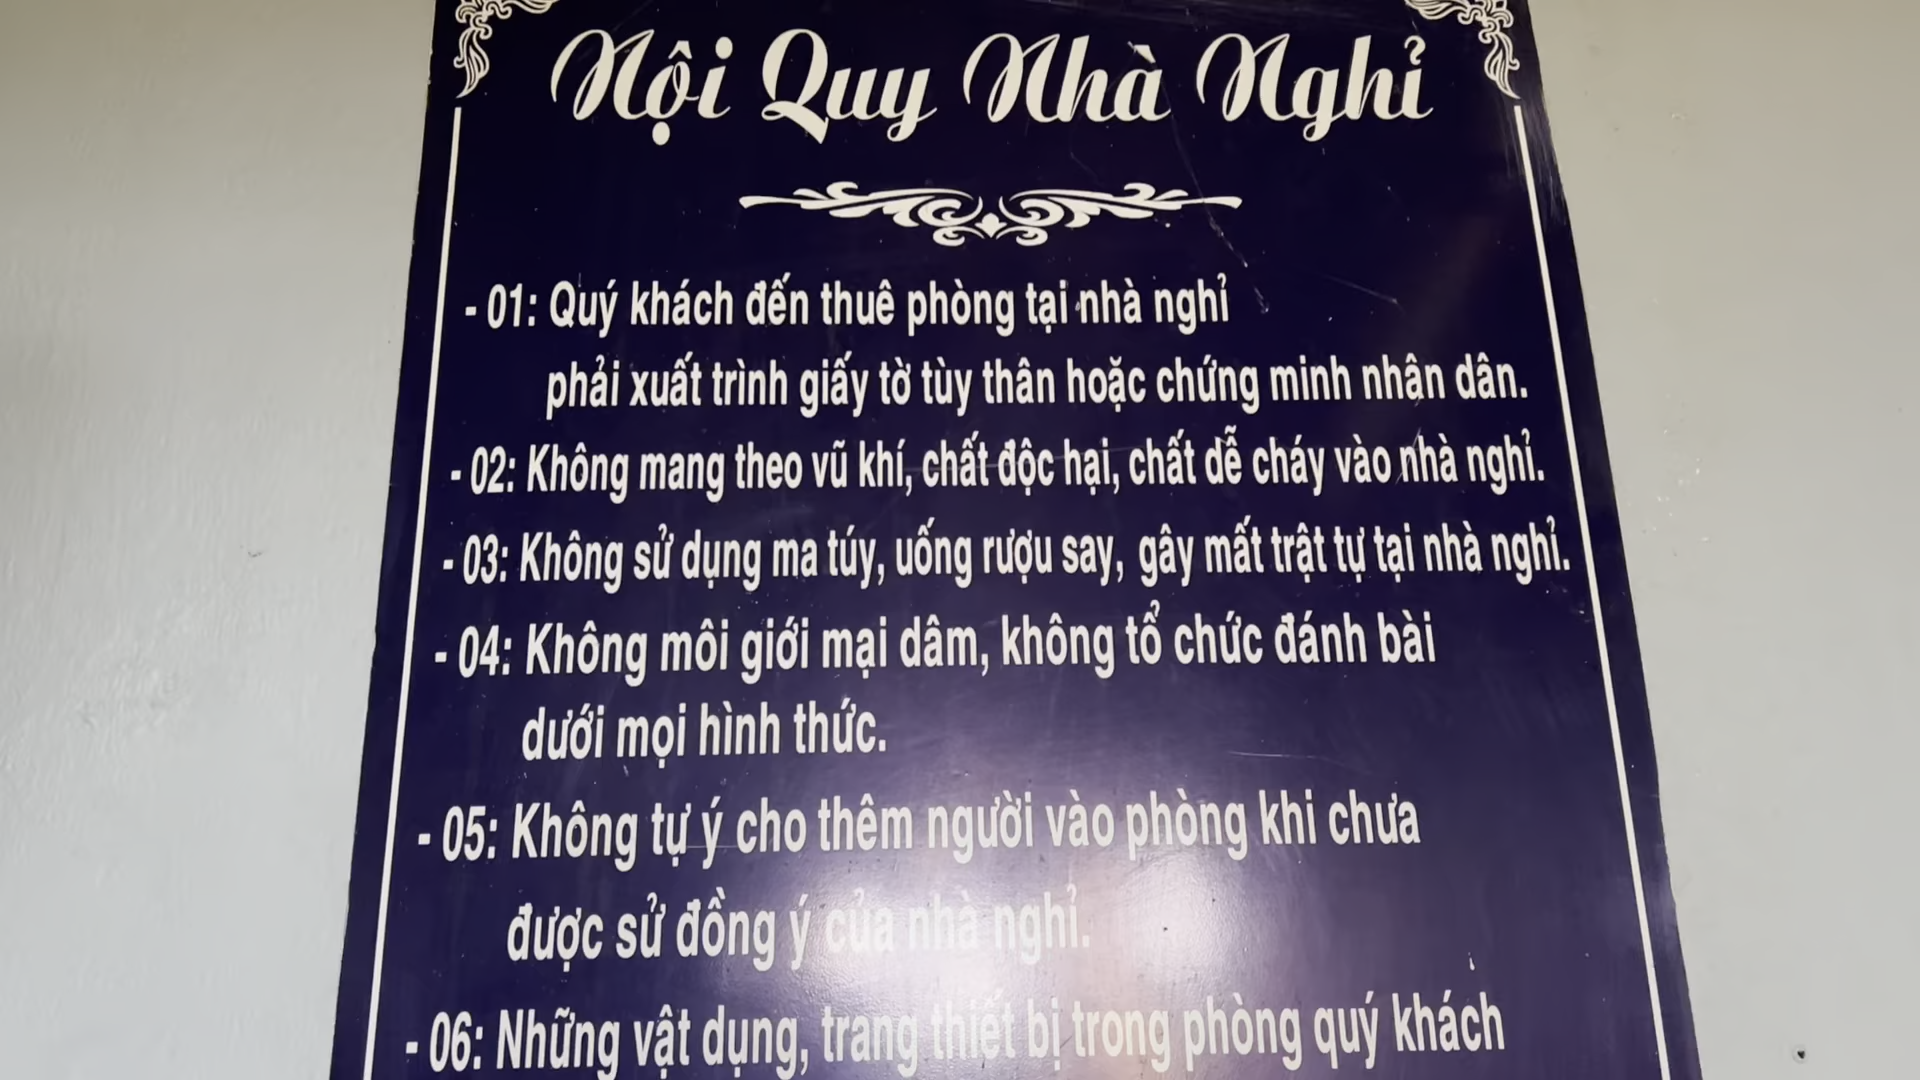 Nội Quy Nhà Nghỉ
- 01: Quý khách đến thuê phòng tại nhà nghỉ
phải xuất trình giấy tờ tùy thân hoặc chứng minh nhân dân.
- 02: Không mang theo vũ khí, chất độc hại, chất dễ cháy vào nhà nghỉ.
- 03: Không sử dụng ma túy, uống rượu say, gây mất trật tự tại nhà nghỉ.
- 04: Không môi giới mại dâm, không tổ chức đánh bài
dưới mọi hình thức.
- 05: Không tự ý cho thêm người vào phòng khi chưa
được sử đồng ý của nhà nghỉ.
- 06: Những vật dụng, trang thiết bị trong phòng quý khách